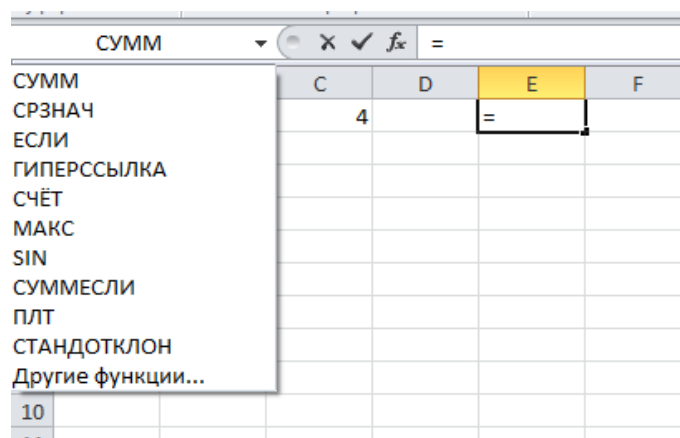 СУММ fx =
СУММ
СРЗНАЧ
ЕСЛИ
ГИПЕРССЫЛКА
СЧЁТ
МАКС
SIN
СУММЕСЛИ
ПЛТ
СТАНДОТКЛОН
Другие функции...
C D E F
4 =
10